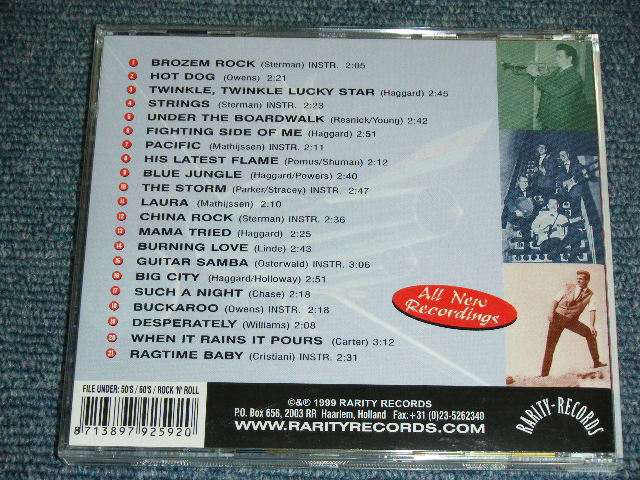 1 BROZEM ROCK (Sterman) INSTR. 2:05
2 HOT DOG (Owens) 2:21
3 TWINKLE, TWINKLE LUCKY STAR (Haggard) 2:45
4 STRINGS (Sterman) INSTR. 2:23
5 UNDER THE BOARDWALK (Resnick/Young) 2:42
6 FIGHTING SIDE OF ME (Haggard) 2:51
7 PACIFIC (Mathijssen) INSTR. 2:11
8 HIS LATEST FLAME (Pomus/Shuman) 2:12
9 BLUE JUNGLE (Haggard/Powers) 2:40
10 THE STORM (Parker/Stracey) INSTR. 2:47
11 LAURA (Mathijssen) 2:10
12 CHINA ROCK (Sterman) INSTR. 2:36
13 MAMA TRIED (Haggard) 2:25
14 BURNING LOVE (Linde) 2:43
15 GUITAR SAMBA (Osterwald) INSTR. 3:06
16 BIG CITY (Haggard/Holloway) 2:51
17 SUCH A NIGHT (Chase) 2:18
18 BUCKAROO (Owens) INSTR. 2:18
19 DESPERATELY (Williams) 2:08
20 WHEN IT RAINS IT POURS (Carter) 3:12
21 RAGTIME BABY (Cristiani) INSTR. 2:31
All New
Recordings
FILE UNDER: 50'S / 60'S / ROCK 'N' ROLL
8713897925920
©&℗ 1999 RARITY RECORDS
P.O. Box 656, 2003 RR Haarlem, Holland Fax: +31 (0)23-5262340
WWW.RARITYRECORDS.COM
RARITY-RECORDS